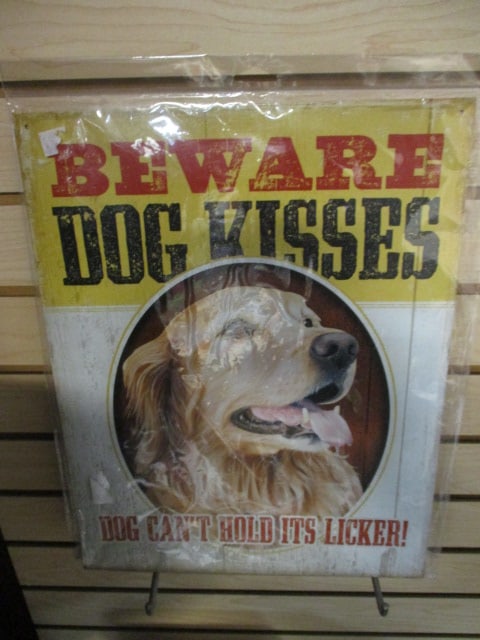 BEWARE
DOG KISSES
DOG CAN'T HOLD ITS LICKER!